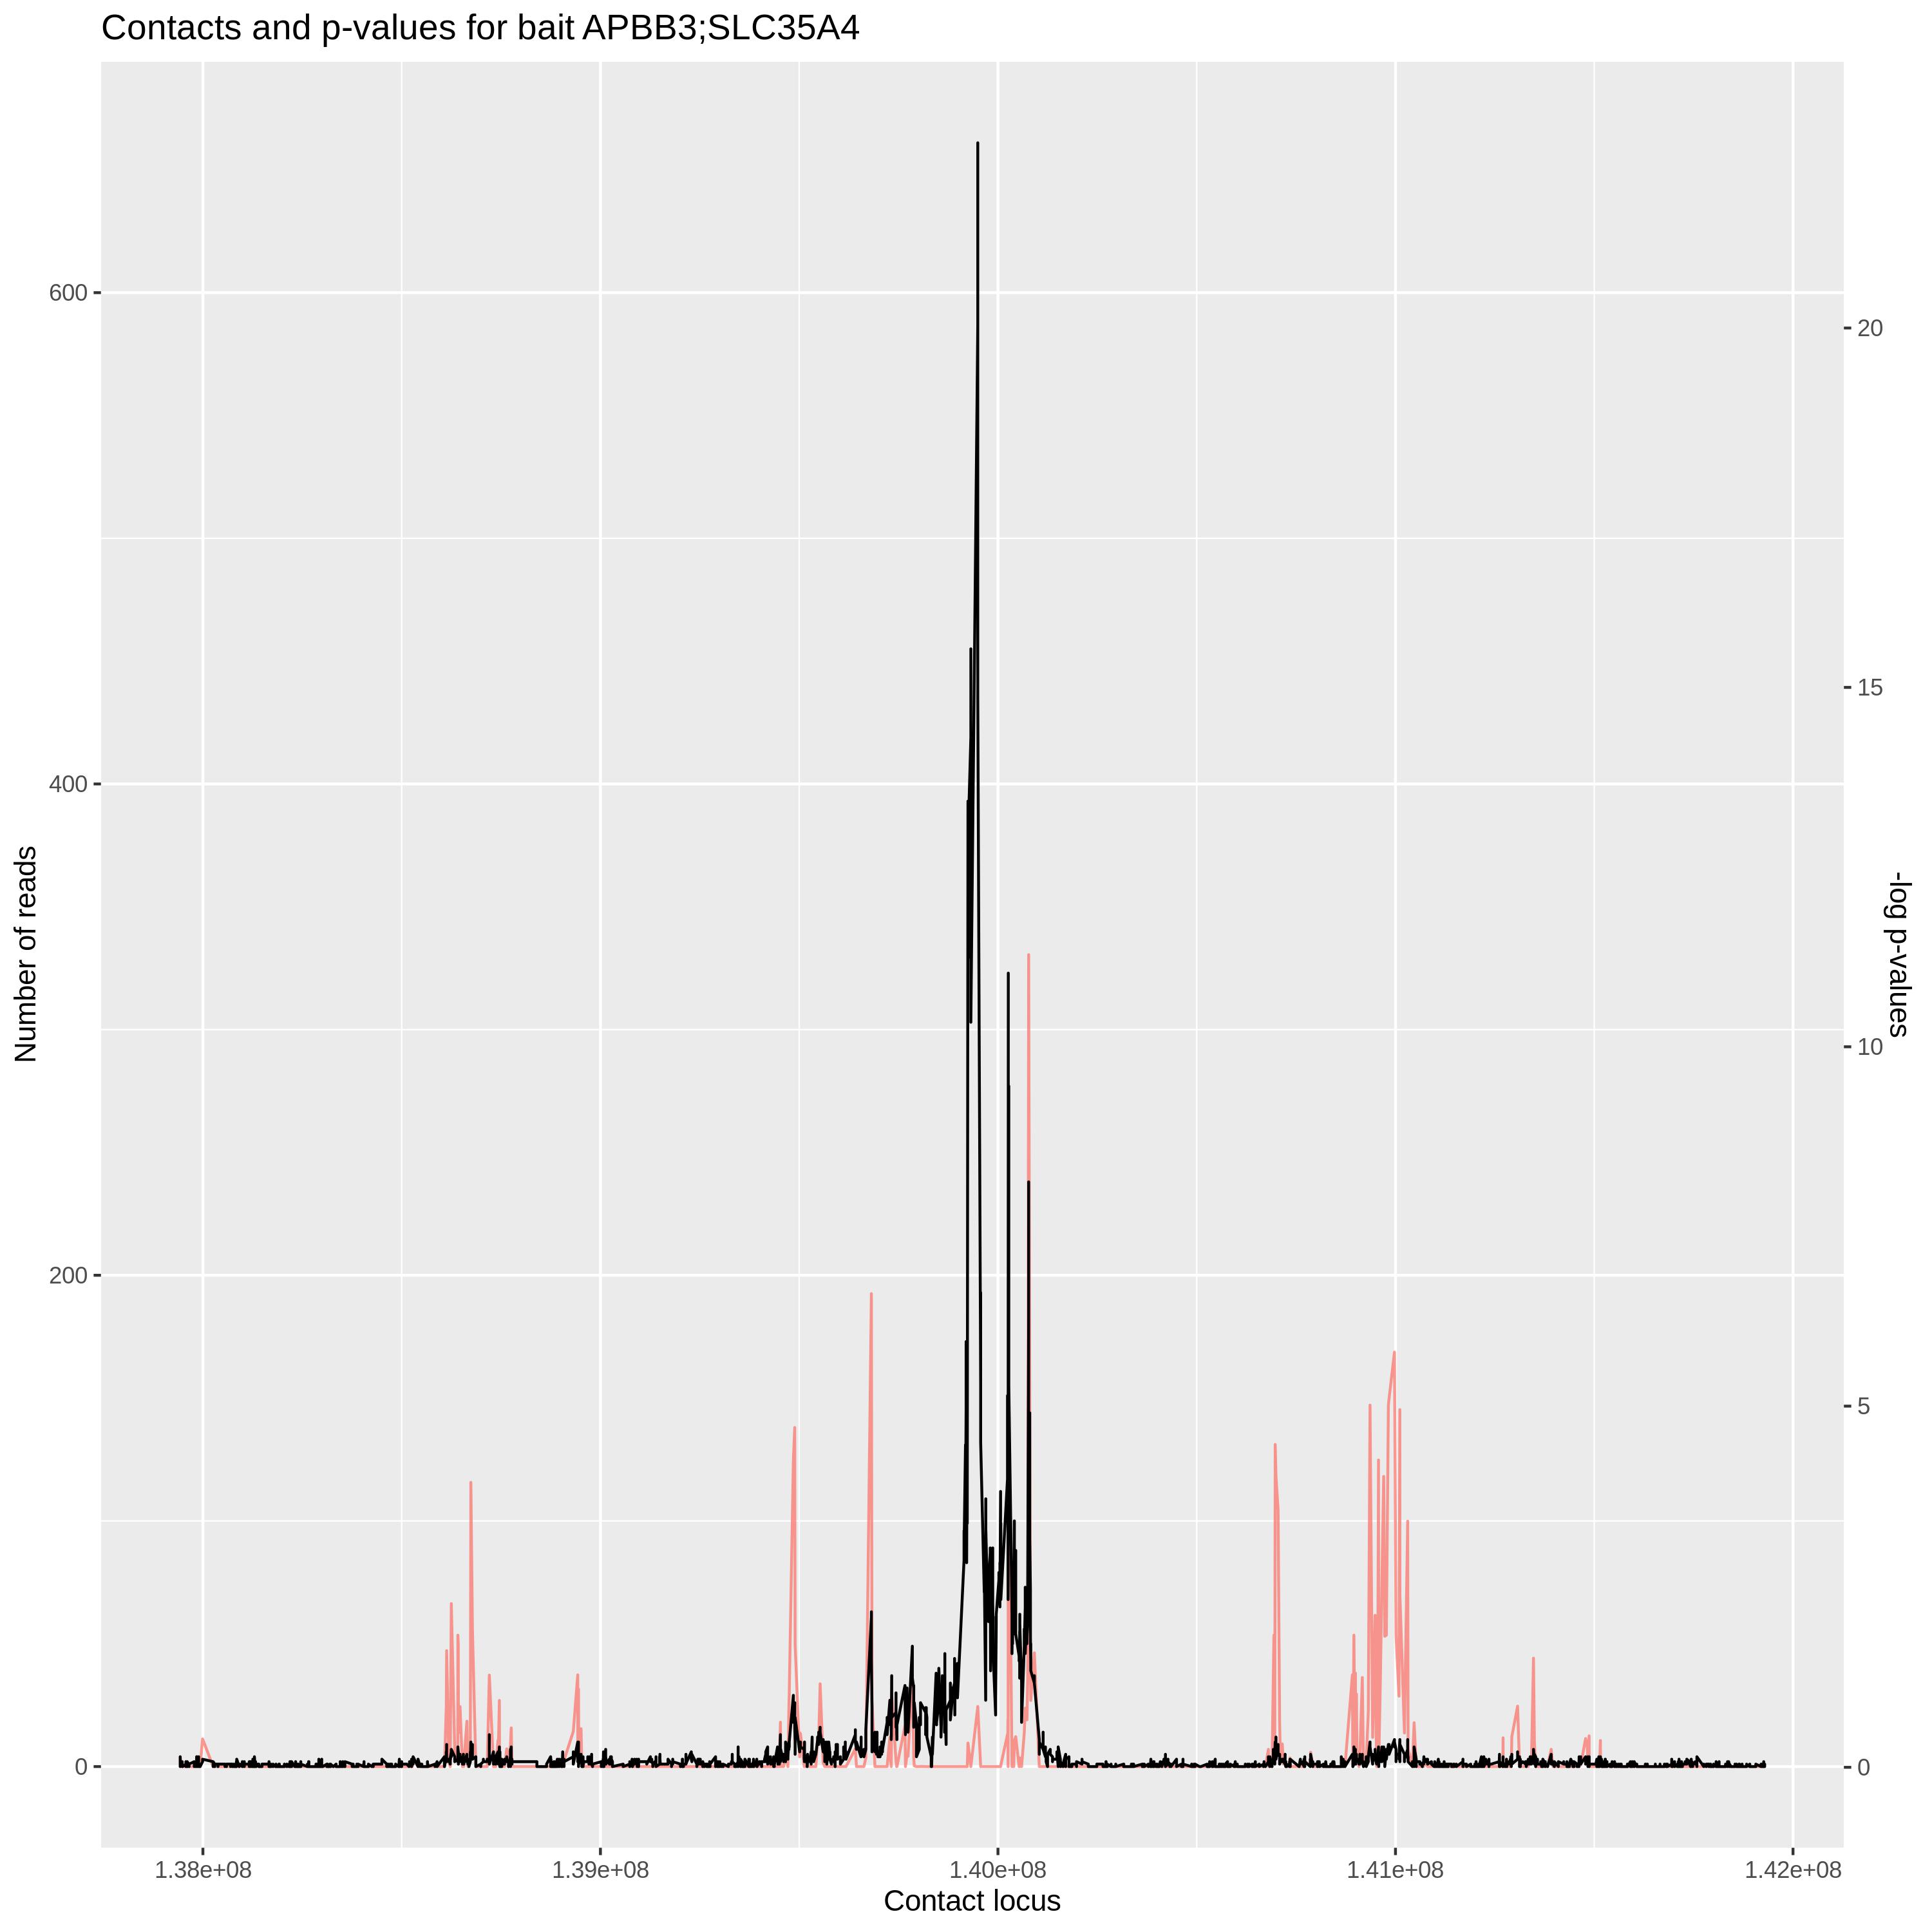 Contacts and p-values for bait APBB3;SLC35A4
Number of reads
600
400
200
0
20
15
10
5
0
-log p-values
1.38e+08
1.39e+08
1.40e+08
1.41e+08
1.42e+08
Contact locus